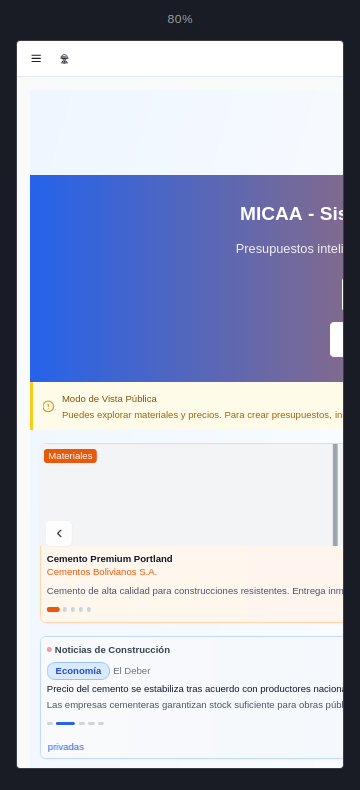 80%
MICAA - Sis
Presupuestos inteli
Modo de Vista Pública
Puedes explorar materiales y precios. Para crear presupuestos, in
Materiales
Cemento Premium Portland
Cementos Bolivianos S.A.
Cemento de alta calidad para construcciones resistentes. Entrega inm
Noticias de Construcción
Economía El Deber
Precio del cemento se estabiliza tras acuerdo con productores naciona
Las empresas cementeras garantizan stock suficiente para obras públ
privadas